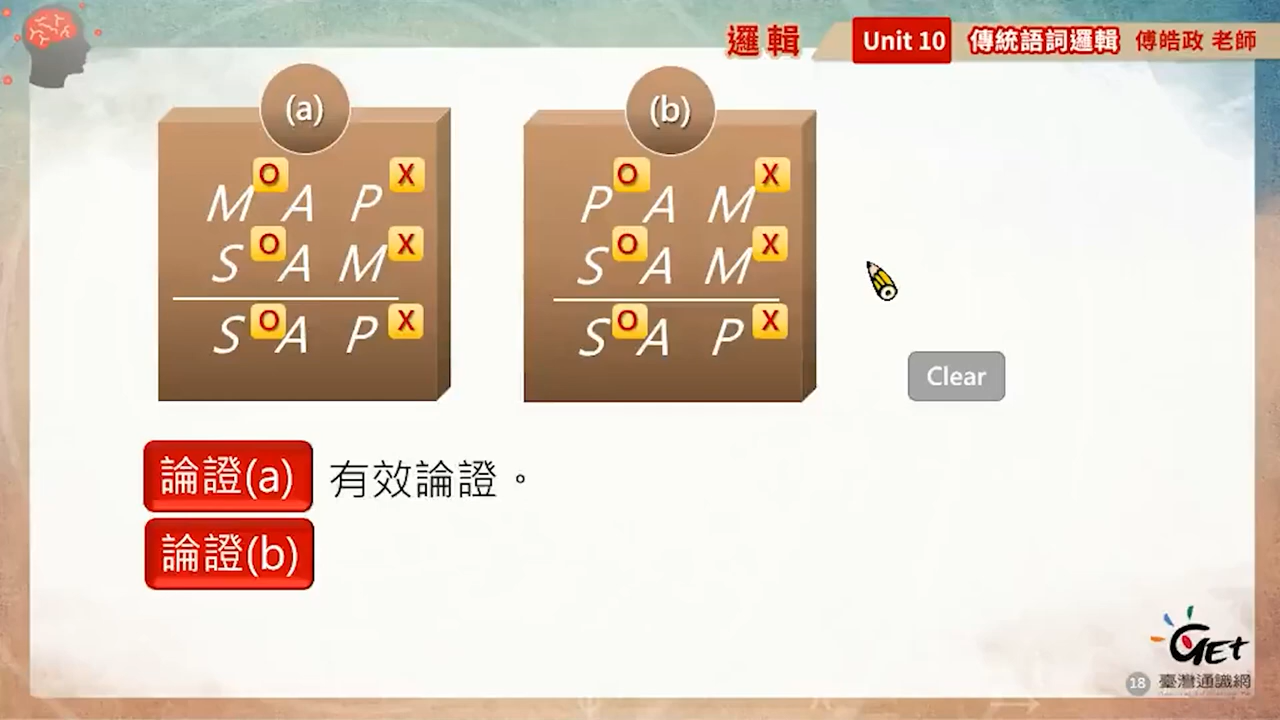 邏輯 Unit 10 傳統語詞邏輯 傅皓政 老師
(a)
M O A P X
S O A M X
S O A P X
(b)
P O A M X
S O A M X
S O A P X
Clear
論證(a) 有效論證。
論證(b)
GET
18 臺灣通識網